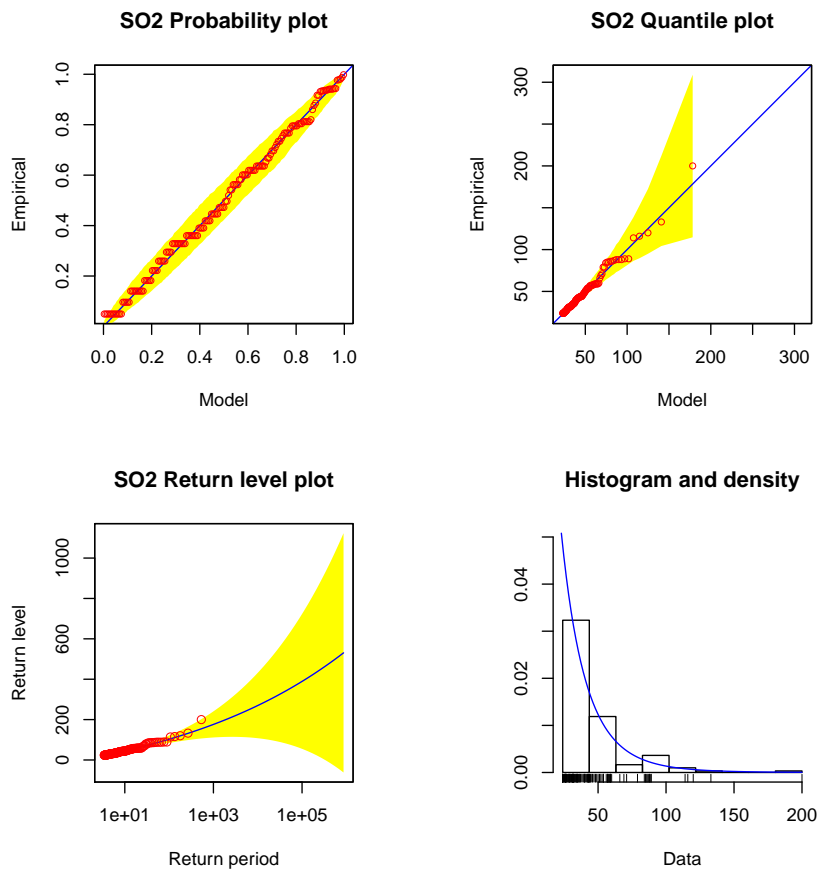 SO2 Probability plot
Empirical
1.0
0.8
0.6
0.4
0.2
0.0 0.2 0.4 0.6 0.8 1.0
Model
SO2 Quantile plot
Empirical
300
200
100
50
50 100 200 300
Model
SO2 Return level plot
Return level
1000
600
200
0
1e+01 1e+03 1e+05
Return period
Histogram and density
0.04
0.02
0.00
50 100 150 200
Data